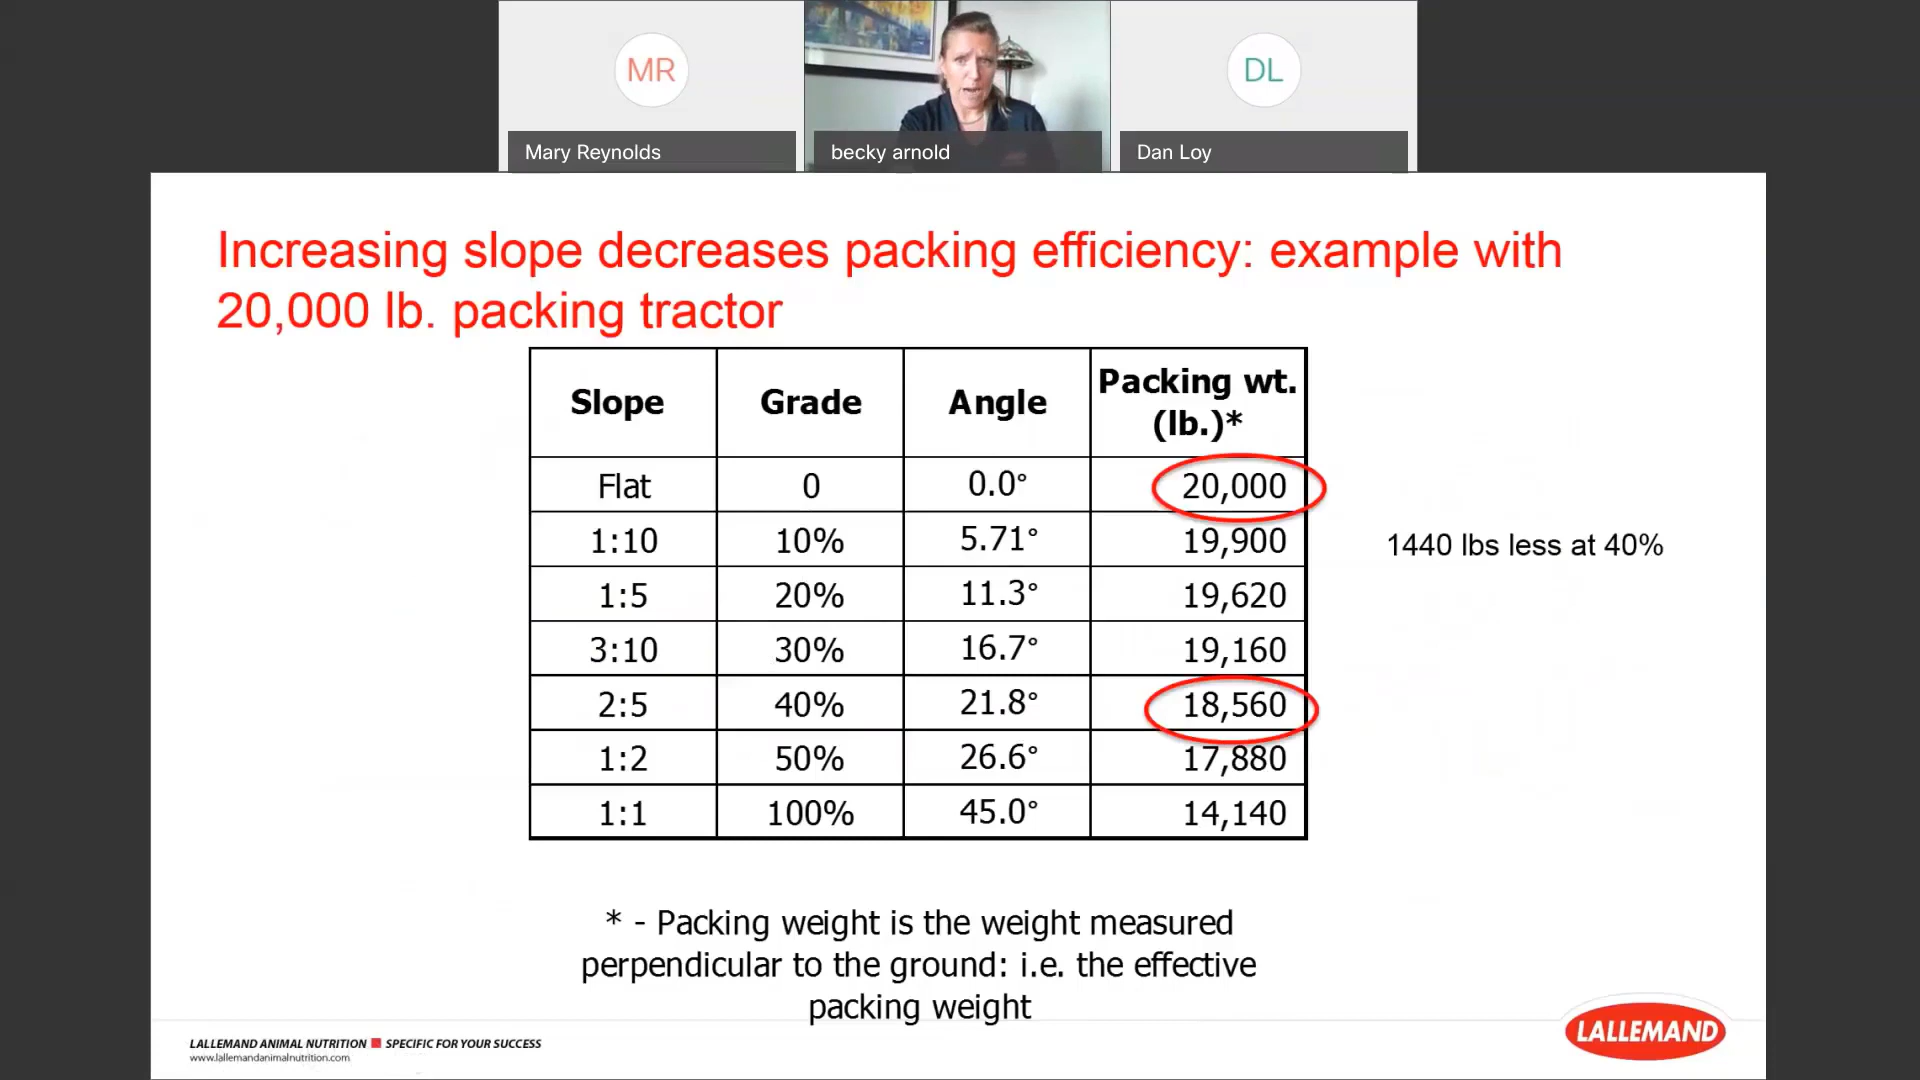 MR
DL
Mary Reynolds
becky arnold
Dan Loy
Increasing slope decreases packing efficiency: example with
20,000 lb. packing tractor
Slope Grade Angle Packing wt. (lb.)*
Flat 0 0.0° 20,000
1:10 10% 5.71° 19,900
1:5 20% 11.3° 19,620
3:10 30% 16.7° 19,160
2:5 40% 21.8° 18,560
1:2 50% 26.6° 17,880
1:1 100% 45.0° 14,140
1440 lbs less at 40%
* - Packing weight is the weight measured
perpendicular to the ground: i.e. the effective
packing weight
LALLEMAND ANIMAL NUTRITION SPECIFIC FOR YOUR SUCCESS
www.lallemandanimalnutrition.com
LALLEMAND